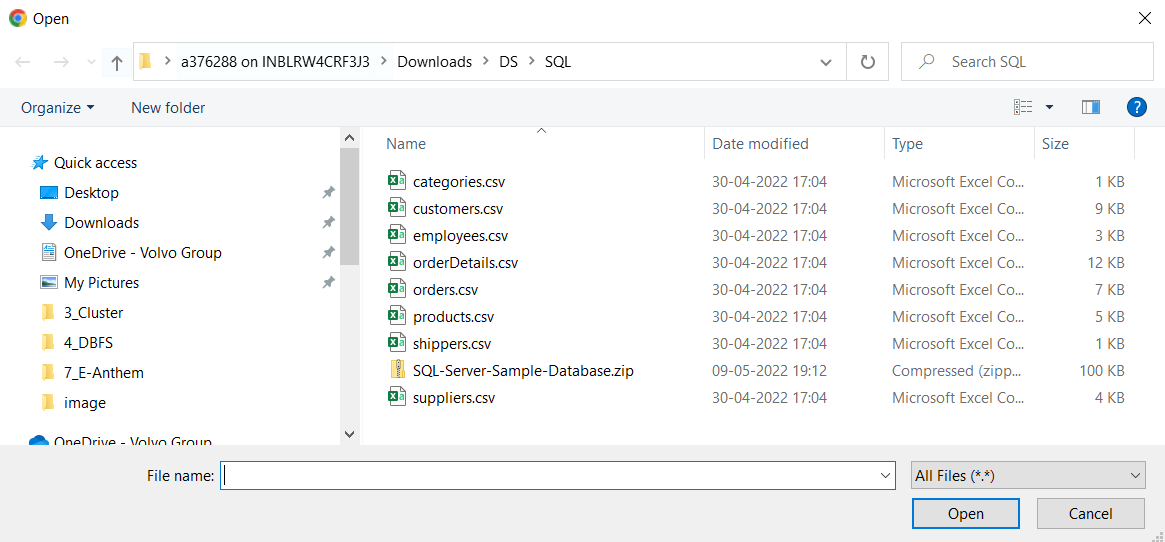 Open
a376288 on INBLRW4CRF3J3 > Downloads > DS > SQL
Search SQL
Organize New folder
?
Quick access
Desktop
Downloads
OneDrive - Volvo Group
My Pictures
3_Cluster
4_DBFS
7_E-Anthem
image
OneDrive - Volvo Group
Name Date modified Type Size
categories.csv 30-04-2022 17:04 Microsoft Excel Co... 1 KB
customers.csv 30-04-2022 17:04 Microsoft Excel Co... 9 KB
employees.csv 30-04-2022 17:04 Microsoft Excel Co... 3 KB
orderDetails.csv 30-04-2022 17:04 Microsoft Excel Co... 12 KB
orders.csv 30-04-2022 17:04 Microsoft Excel Co... 7 KB
products.csv 30-04-2022 17:04 Microsoft Excel Co... 5 KB
shippers.csv 30-04-2022 17:04 Microsoft Excel Co... 1 KB
SQL-Server-Sample-Database.zip 09-05-2022 19:12 Compressed (zipp... 100 KB
suppliers.csv 30-04-2022 17:04 Microsoft Excel Co... 4 KB
File name: All Files (*.*)
Open Cancel